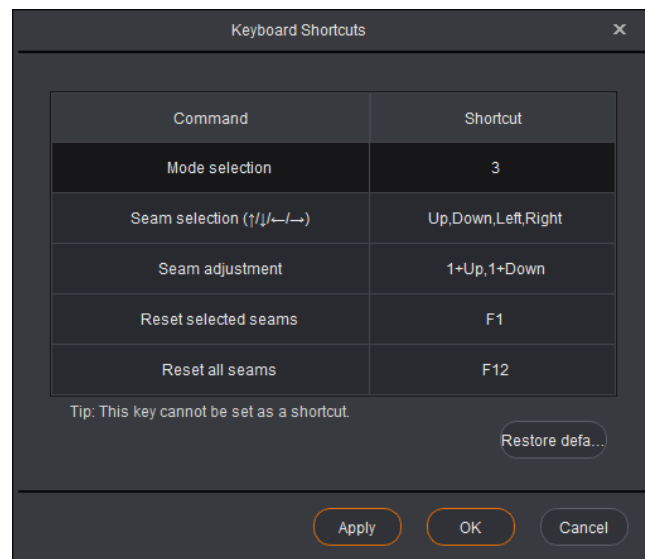 Keyboard Shortcuts ×
Command Shortcut
Mode selection 3
Seam selection (↑/↓/←/→) Up,Down,Left,Right
Seam adjustment 1+Up,1+Down
Reset selected seams F1
Reset all seams F12
Tip: This key cannot be set as a shortcut.
Restore defa...
Apply OK Cancel